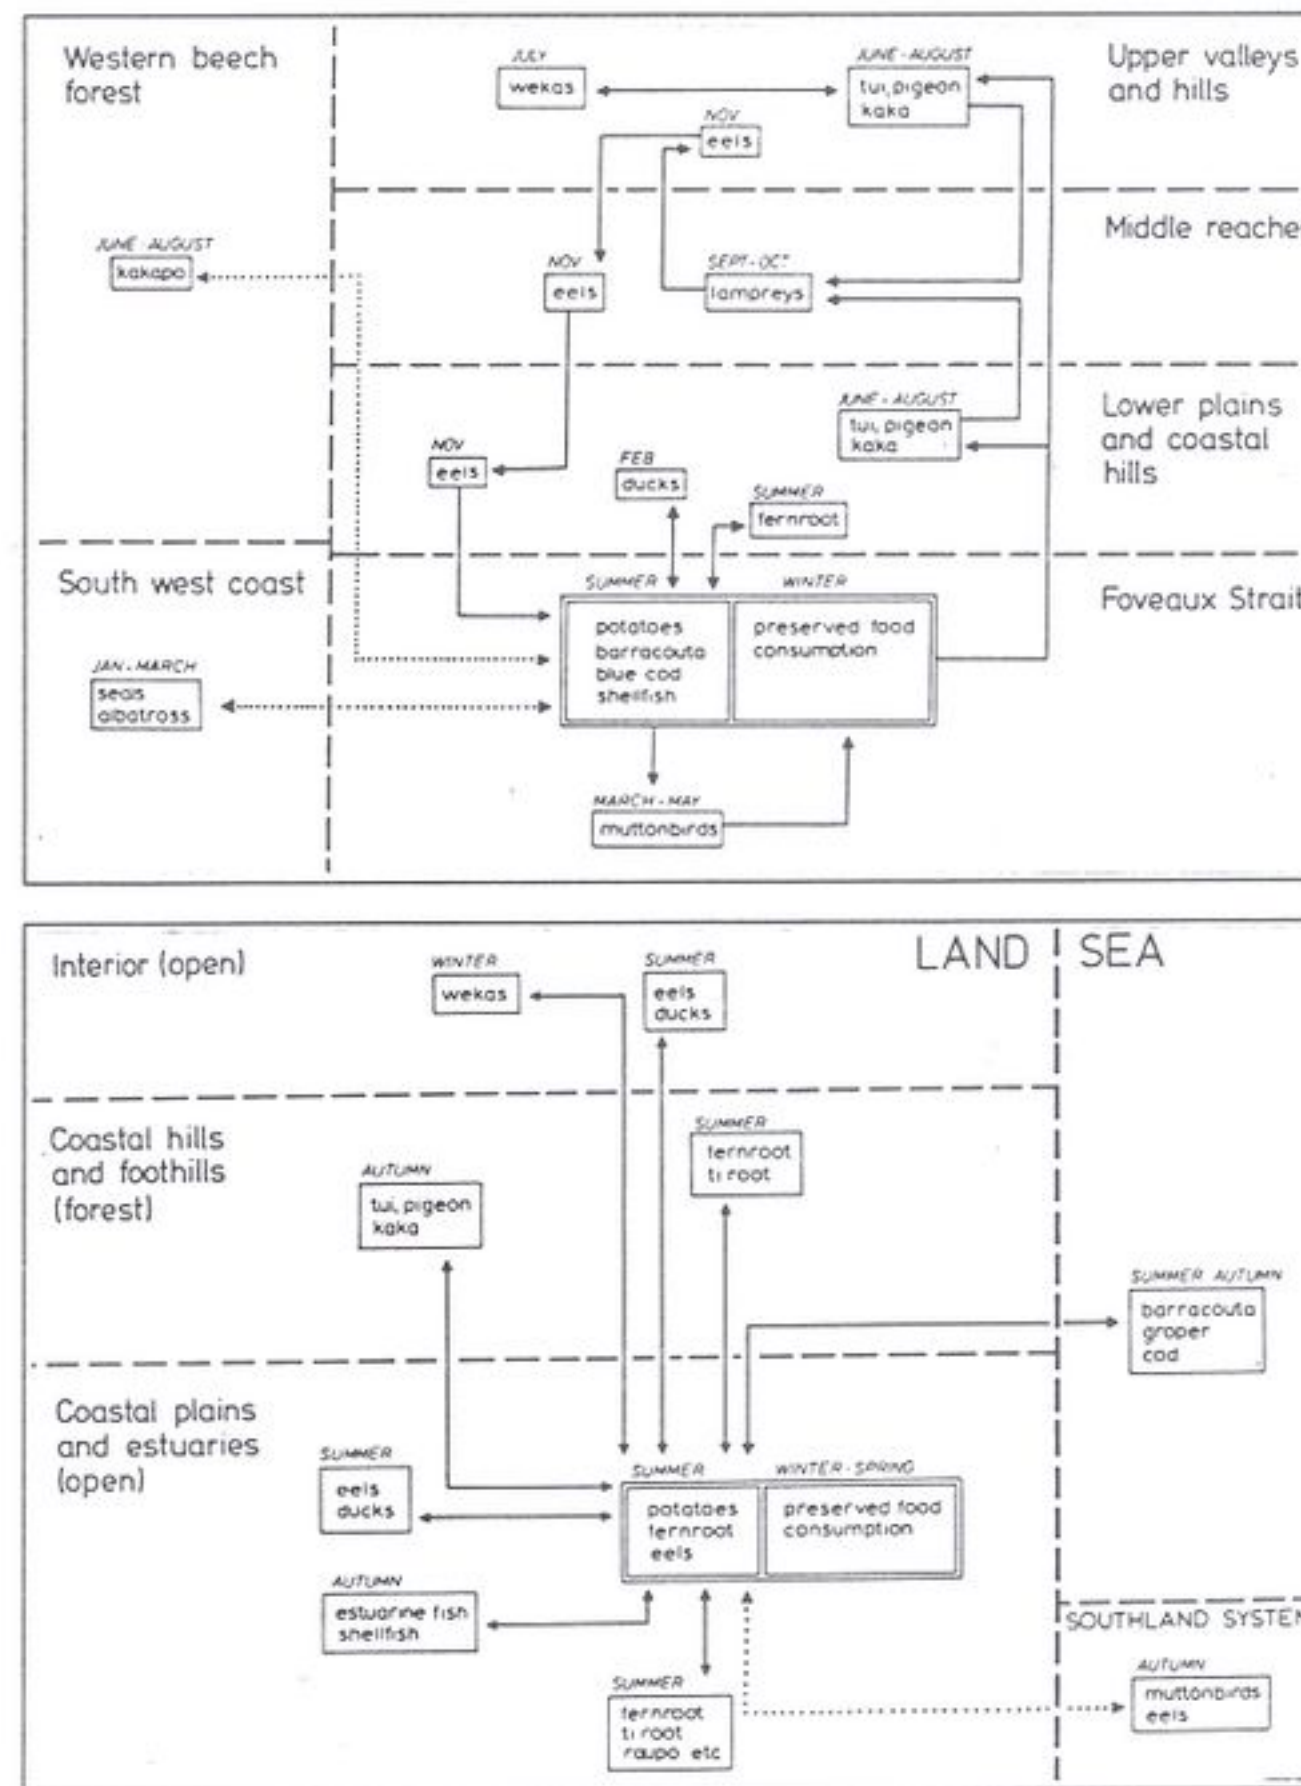 Western beech
forest
JULY
wekas
JUNE - AUGUST
tui, pigeon
kaka
Upper valleys
and hills
NOV
eels
Middle reache
JUNE - AUGUST
kakapo
NOV
eels
SEPT - OCT
lampreys
JUNE - AUGUST
tui, pigeon
kaka
Lower plains
and coastal
hills
NOV
eels
FEB
ducks
SUMMER
fernroot
South west coast
SUMMER
WINTER
Foveaux Strait
potatoes
barracouta
blue cod
shellfish
preserved food
consumption
JAN - MARCH
seals
albatross
MARCH - MAY
muttonbirds
Interior (open)
WINTER
wekas
SUMMER
eels
ducks
LAND
SEA
Coastal hills
and foothills
(forest)
AUTUMN
tui, pigeon
kaka
SUMMER
fernroot
ti root
SUMMER AUTUMN
barracouta
groper
cod
Coastal plains
and estuaries
(open)
SUMMER
eels
ducks
SUMMER
WINTER - SPRING
potatoes
fernroot
eels
preserved food
consumption
AUTUMN
estuarine fish
shellfish
SOUTHLAND SYSTEM
SUMMER
fernroot
ti root
raupo etc
AUTUMN
muttonbirds
eels